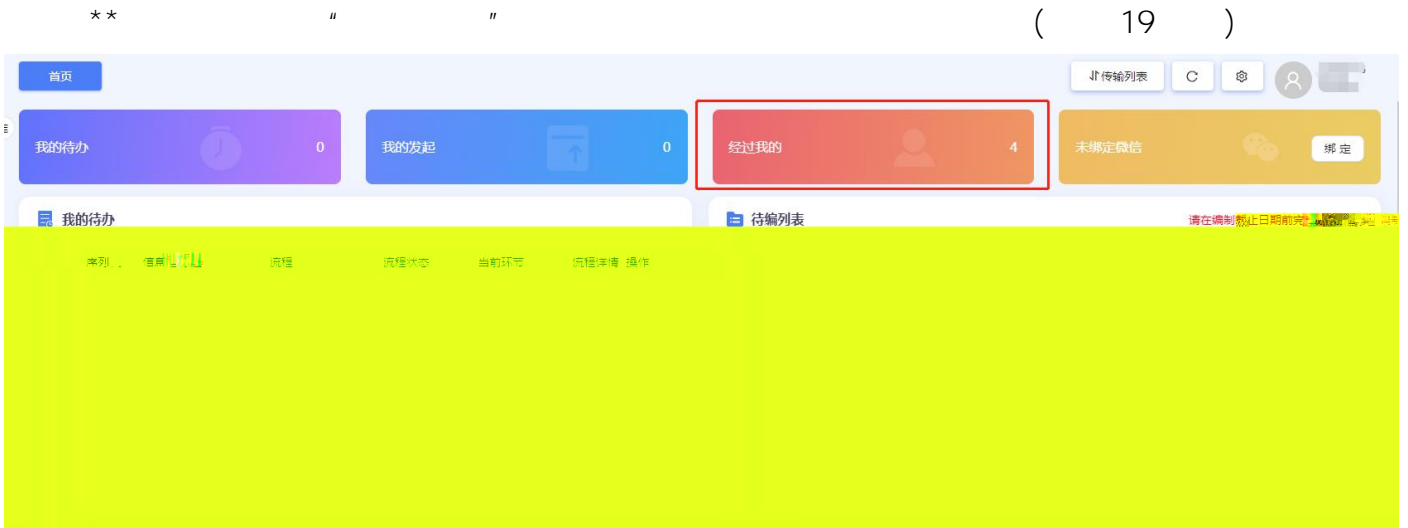 ** “ ” ( 19 )
首页 传输列表
我的待办 0 我的发起 0 经过我的 4 未绑定微信 绑定
我的待办 待编列表 请在编制截止日期前完
序列 信息 流程 流程状态 当前环节 流程详情 操作